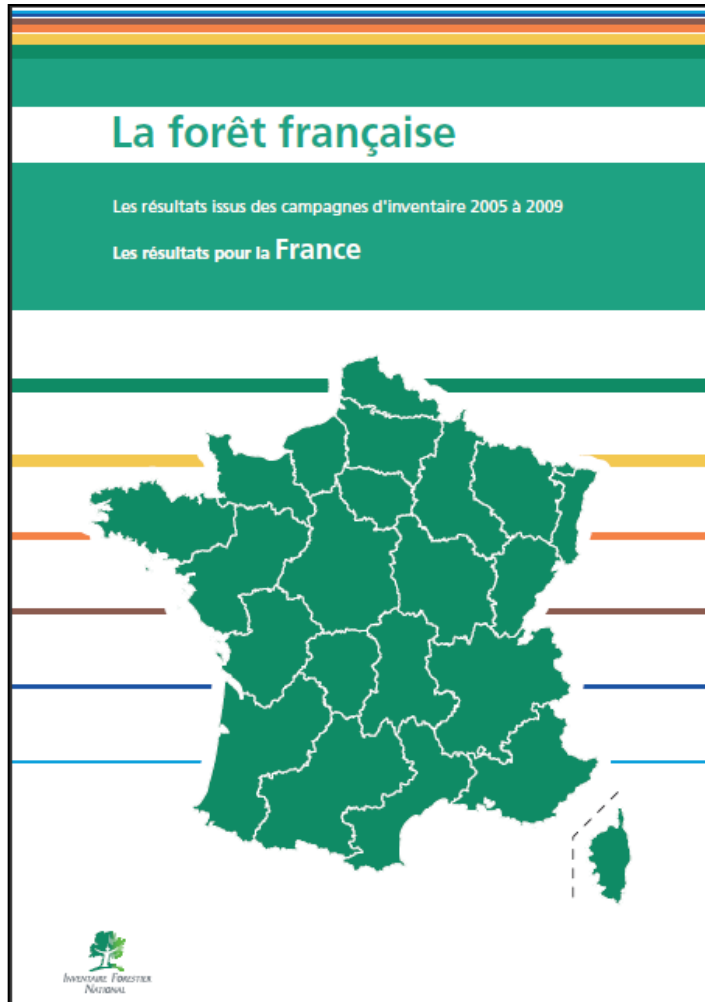 La forêt française
Les résultats issus des campagnes d'inventaire 2005 à 2009
Les résultats pour la France
INVENTAIRE FORESTIER
NATIONAL